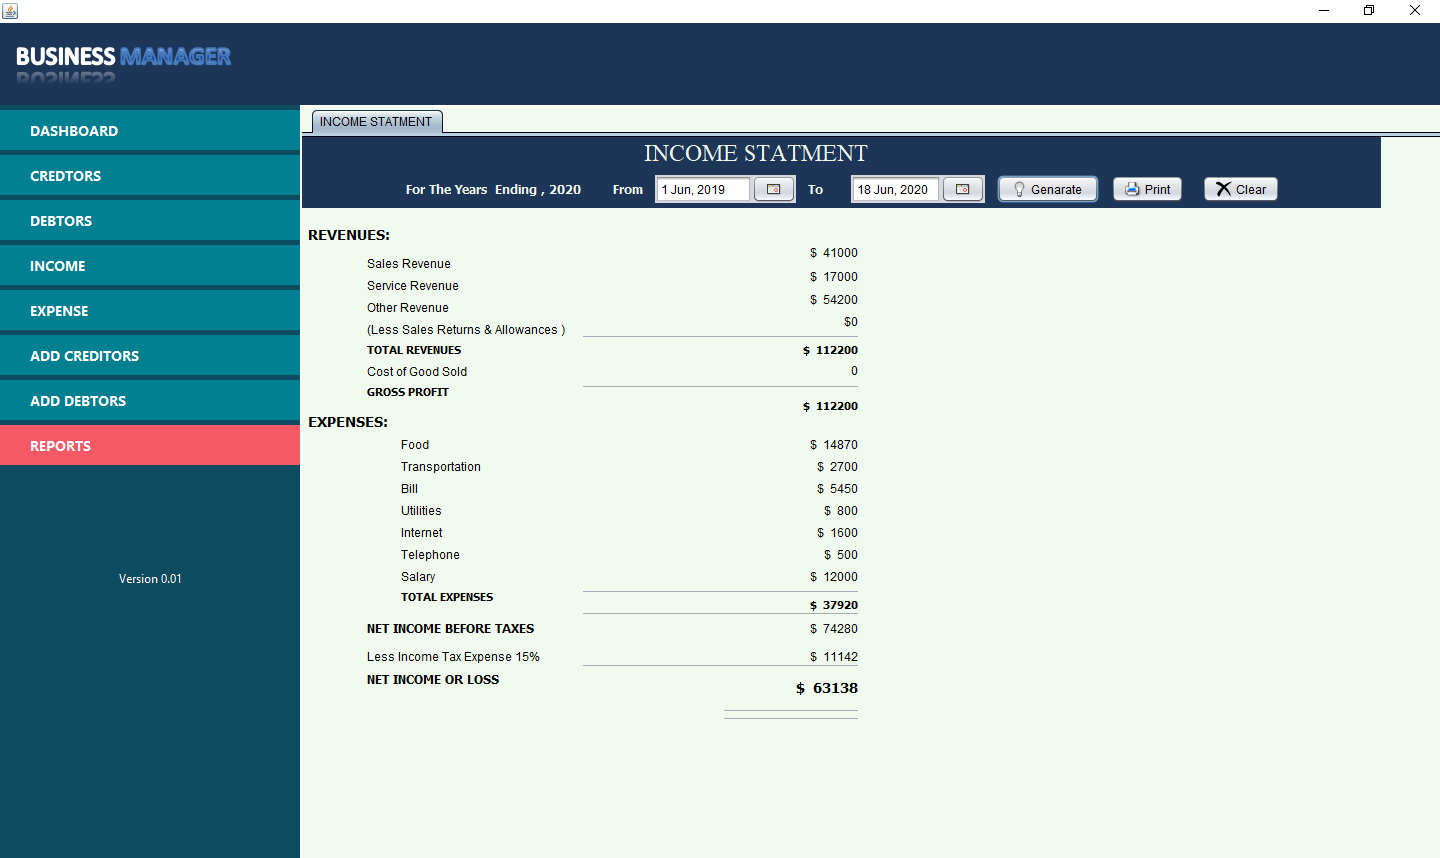 BUSINESS MANAGER
DASHBOARD
CREDTORS
DEBTORS
INCOME
EXPENSE
ADD CREDITORS
ADD DEBTORS
REPORTS
Version 0.01
INCOME STATMENT
INCOME STATMENT
For The Years Ending , 2020 From 1 Jun, 2019 To 18 Jun, 2020 Genarate Print Clear
REVENUES:
Sales Revenue $ 41000
Service Revenue $ 17000
Other Revenue $ 54200
(Less Sales Returns & Allowances ) $0
TOTAL REVENUES $ 112200
Cost of Good Sold 0
GROSS PROFIT $ 112200
EXPENSES:
Food $ 14870
Transportation $ 2700
Bill $ 5450
Utilities $ 800
Internet $ 1600
Telephone $ 500
Salary $ 12000
TOTAL EXPENSES $ 37920
NET INCOME BEFORE TAXES $ 74280
Less Income Tax Expense 15% $ 11142
NET INCOME OR LOSS $ 63138